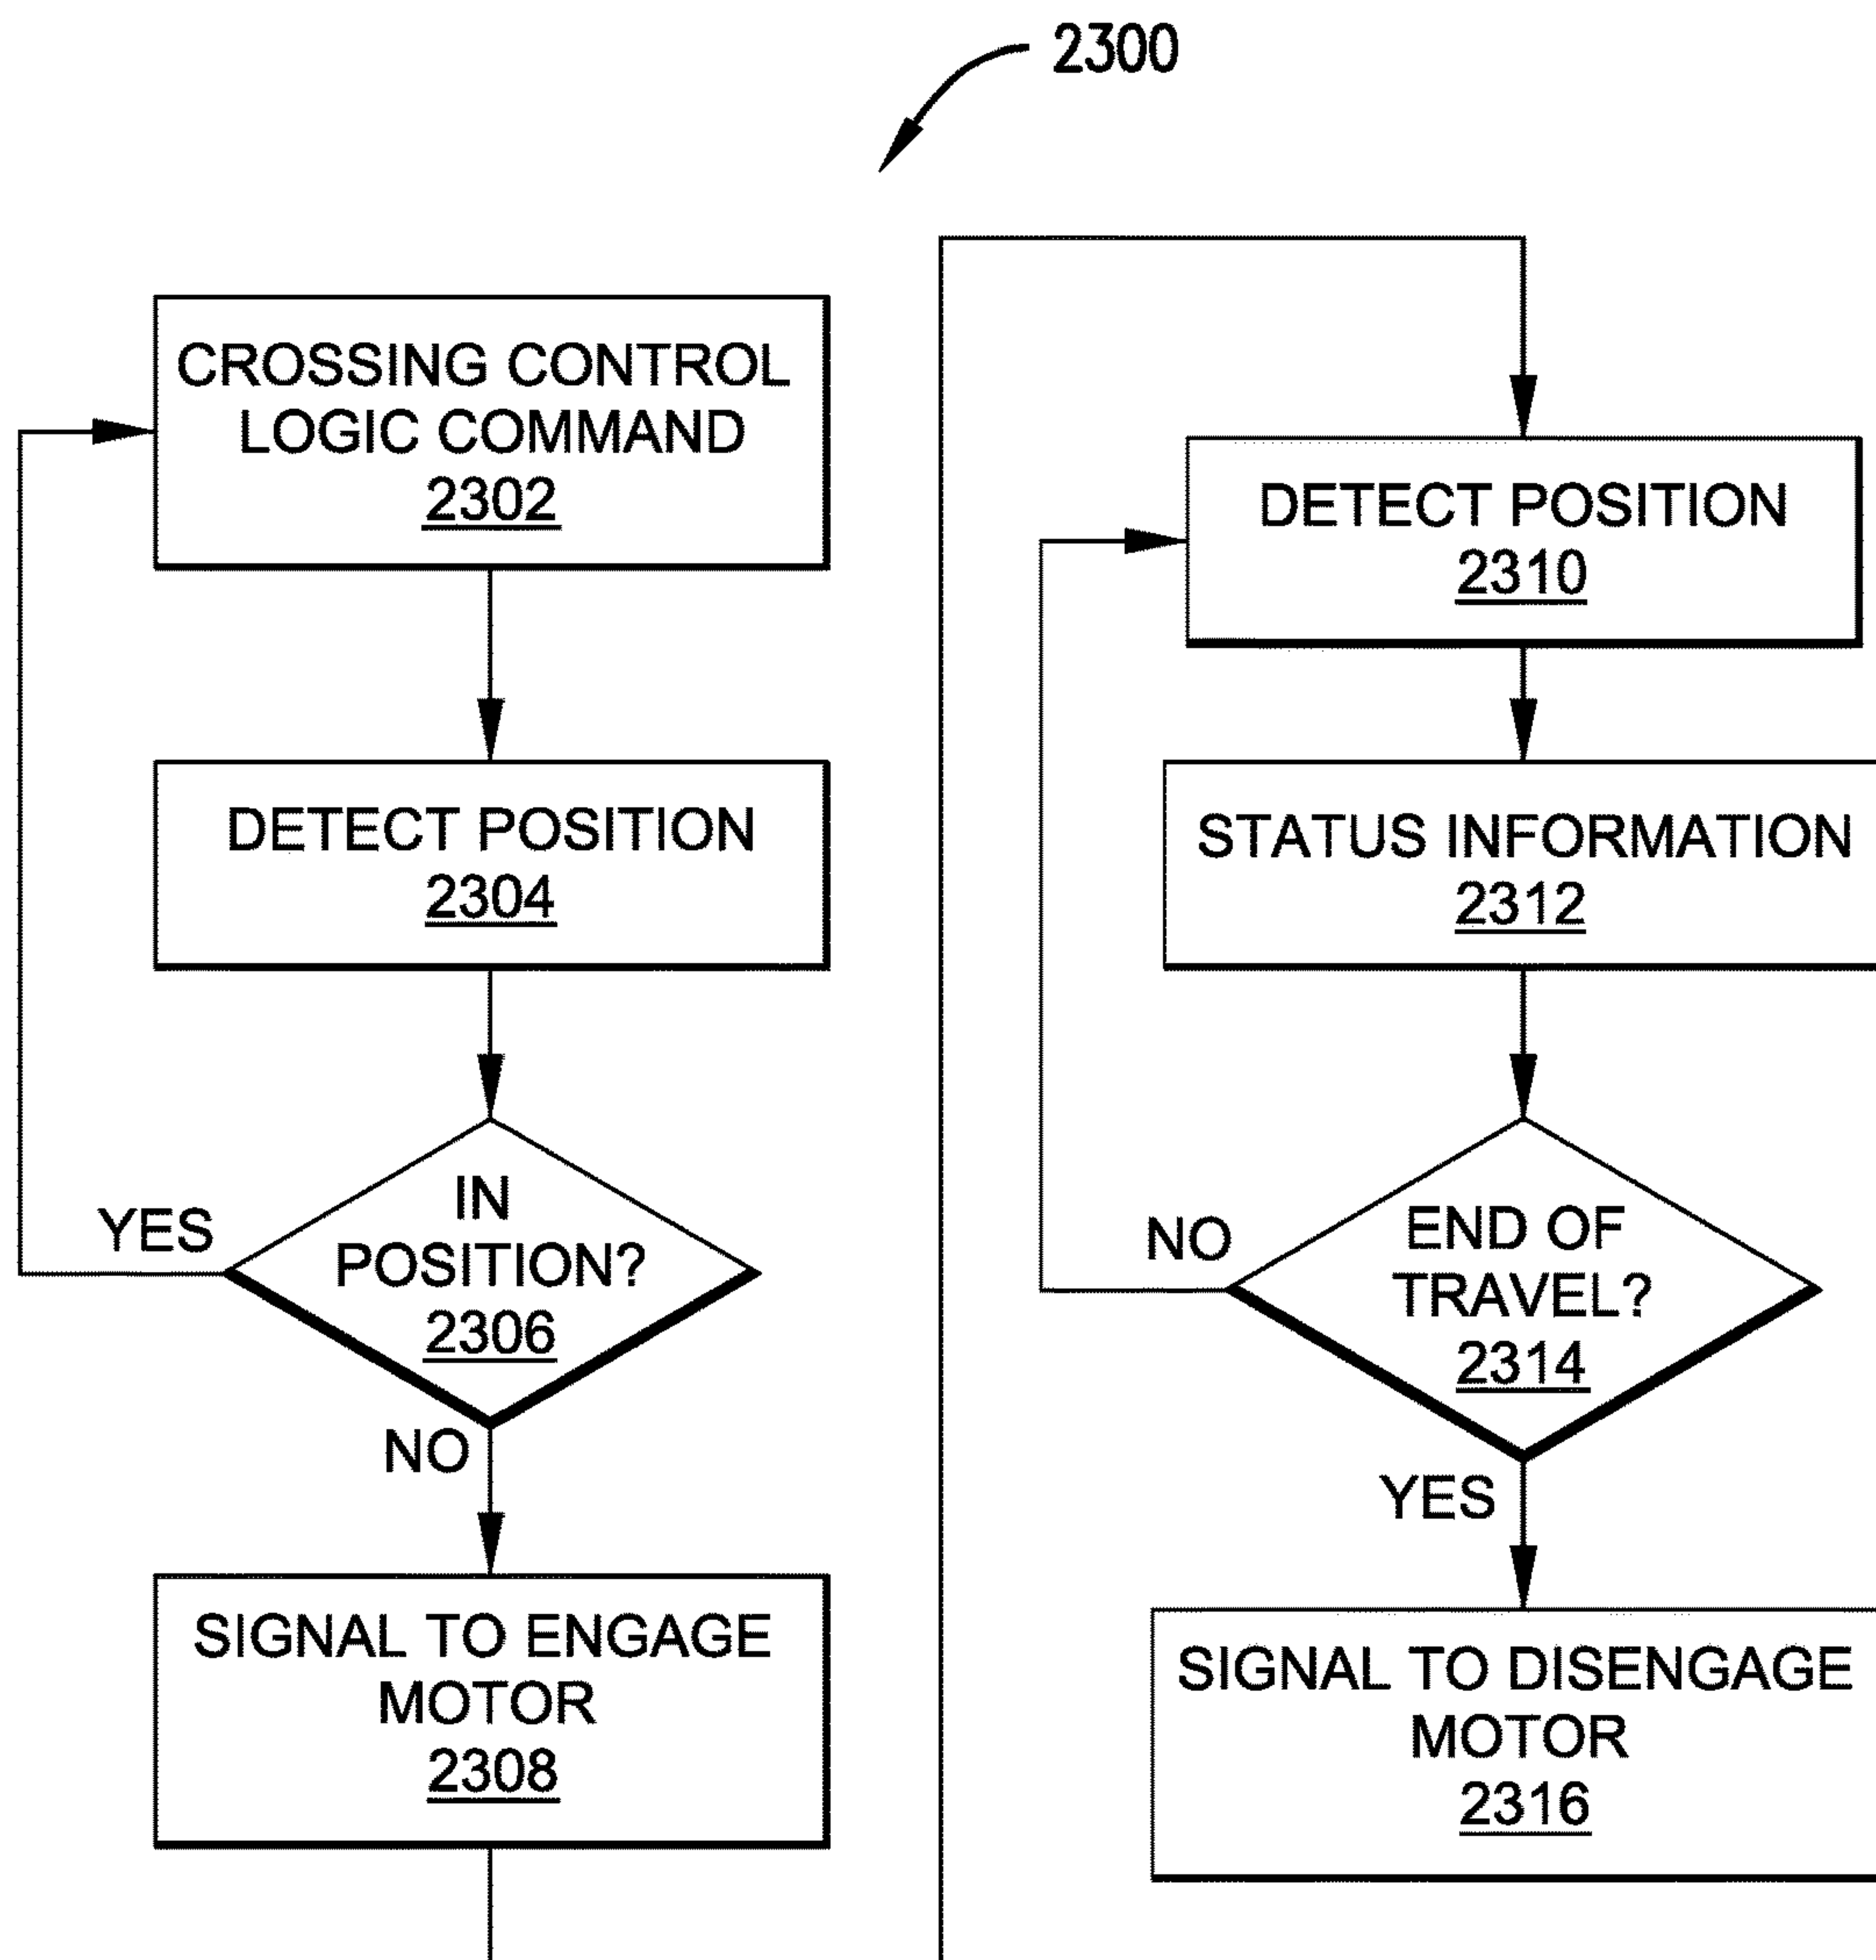 2300
CROSSING CONTROL
LOGIC COMMAND
2302
DETECT POSITION
2304
IN
POSITION?
2306
YES
NO
SIGNAL TO ENGAGE
MOTOR
2308
DETECT POSITION
2310
STATUS INFORMATION
2312
END OF
TRAVEL?
2314
NO
YES
SIGNAL TO DISENGAGE
MOTOR
2316